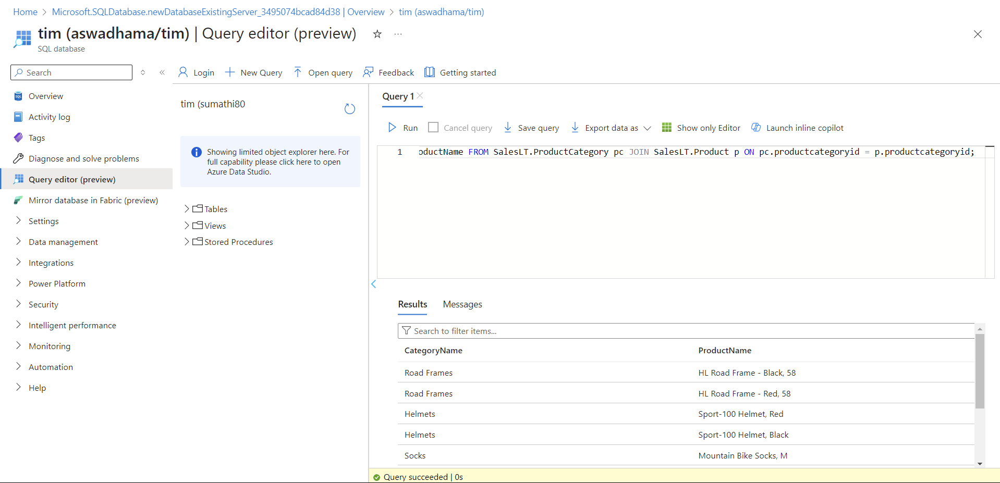 Home > Microsoft.SQLDatabase.newDatabaseExistingServer_3495074bcad84d38 | Overview > tim (aswadhama/tim)
tim (aswadhama/tim) | Query editor (preview) ☆ ...
SQL database
Search
Overview
Activity log
Tags
Diagnose and solve problems
Query editor (preview)
Mirror database in Fabric (preview)
Settings
Data management
Integrations
Power Platform
Security
Intelligent performance
Monitoring
Automation
Help
Login New Query Open query Feedback Getting started
tim (sumathi80
Showing limited object explorer here. For
full capability please click here to open
Azure Data Studio.
Tables
Views
Stored Procedures
Query 1
Run Cancel query Save query Export data as Show only Editor Launch inline copilot
1 oductName FROM SalesLT.ProductCategory pc JOIN SalesLT.Product p ON pc.productcategoryid = p.productcategoryid;
Results Messages
Search to filter items...
CategoryName ProductName
Road Frames HL Road Frame - Black, 58
Road Frames HL Road Frame - Red, 58
Helmets Sport-100 Helmet, Red
Helmets Sport-100 Helmet, Black
Socks Mountain Bike Socks, M
Query succeeded | 0s